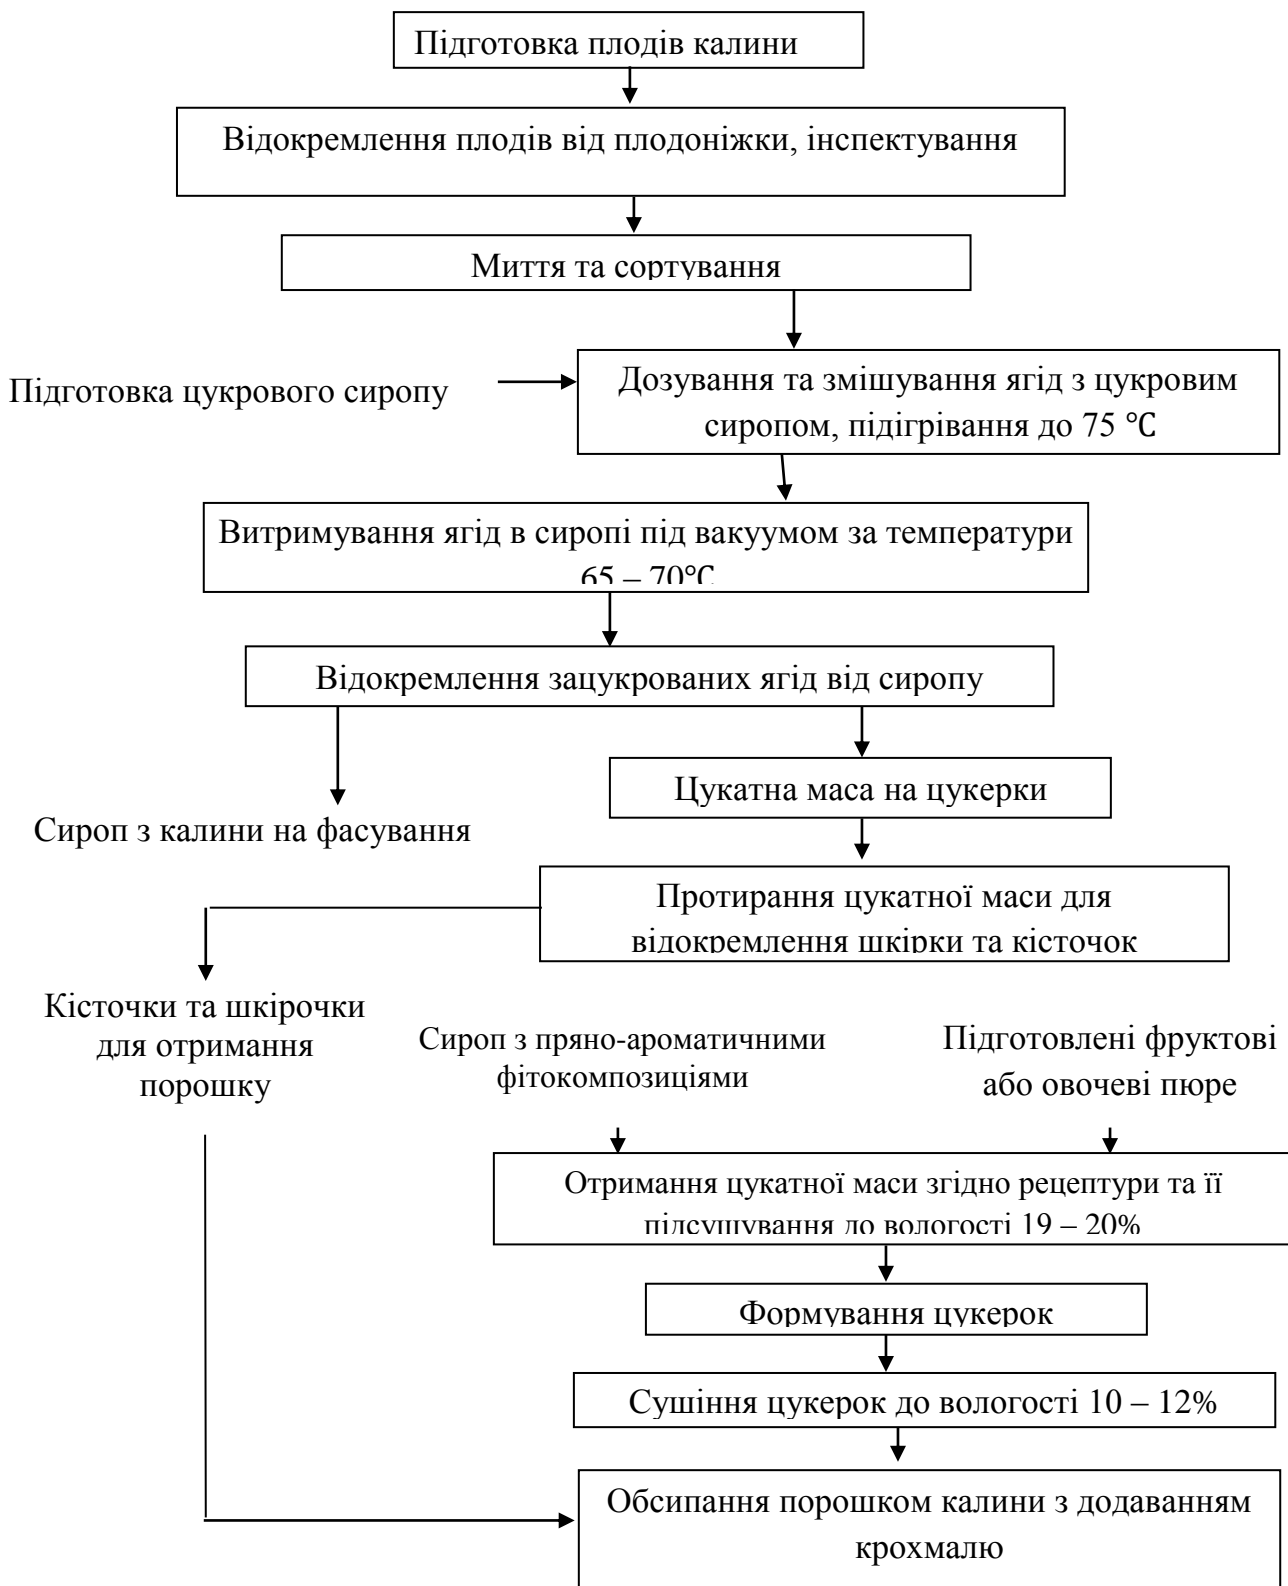 Підготовка плодів калини
Відокремлення плодів від плодоніжки, інспектування
Миття та сортування
Підготовка цукрового сиропу
Дозування та змішування ягід з цукровим
сиропом, підігрівання до 75 °С
Витримування ягід в сиропі під вакуумом за температури
65 – 70°С
Відокремлення зацукрованих ягід від сиропу
Цукатна маса на цукерки
Сироп з калини на фасування
Протирання цукатної маси для
відокремлення шкірки та кісточок
Кісточки та шкірочки
для отримання
порошку
Сироп з пряно-ароматичними
фітокомпозиціями
Підготовлені фруктові
або овочеві пюре
Отримання цукатної маси згідно рецептури та її
підсушування до вологості 19 – 20%
Формування цукерок
Сушіння цукерок до вологості 10 – 12%
Обсипання порошком калини з додаванням
крохмалю